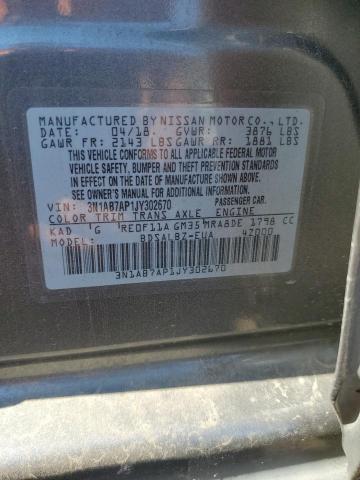 MANUFACTURED BY NISSAN MOTOR CO., LTD.
DATE: 04/18. GVWR: 3876 LBS
GAWR FR: 2143 LBS GAWR RR: 1881 LBS
THIS VEHICLE CONFORMS TO ALL APPLICABLE FEDERAL MOTOR
VEHICLE SAFETY, BUMPER, AND THEFT PREVENTION STANDARDS
IN EFFECT ON THE DATE OF MANUFACTURE SHOWN ABOVE.
SEE OWNER'S MANUAL FOR ADDITIONAL INFORMATION
VIN: 3N1AB7AP1JY302670 PASSENGER CAR.
COLOR TRIM TRANS AXLE ENGINE
KAD G RE0F11A GM35 MRA8DE 1798 CC
MODEL: BDSALBZ-EUA 4Z000
3N1AB7AP1JY302670